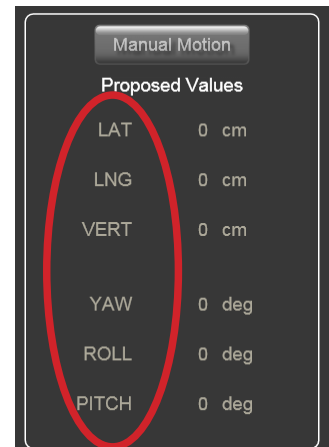 Manual Motion
Proposed Values
LAT 0 cm
LNG 0 cm
VERT 0 cm
YAW 0 deg
ROLL 0 deg
PITCH 0 deg